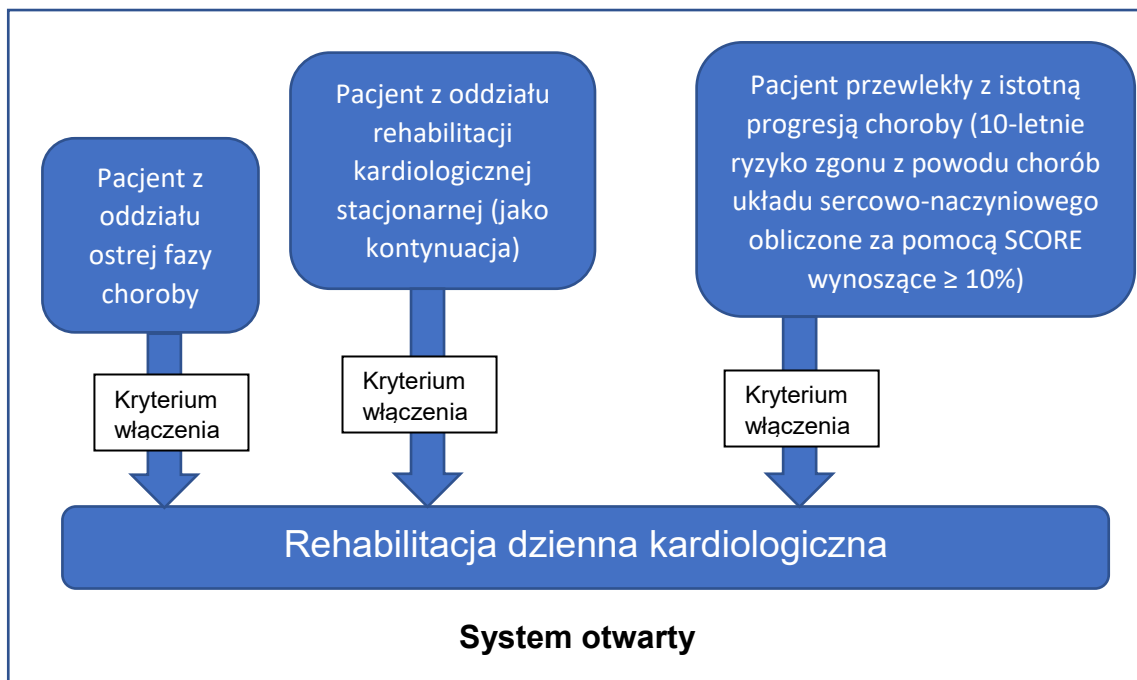 Pacjent z
oddziału
ostrej fazy
choroby
Pacjent z oddziału
rehabilitacji
kardiologicznej
stacjonarnej (jako
kontynuacja)
Pacjent przewlekły z istotną
progresją choroby (10-letnie
ryzyko zgonu z powodu chorób
układu sercowo-naczyniowego
obliczone za pomocą SCORE
wynoszące ≥ 10%)
Kryterium
włączenia
Kryterium
włączenia
Kryterium
włączenia
Rehabilitacja dzienna kardiologiczna
System otwarty